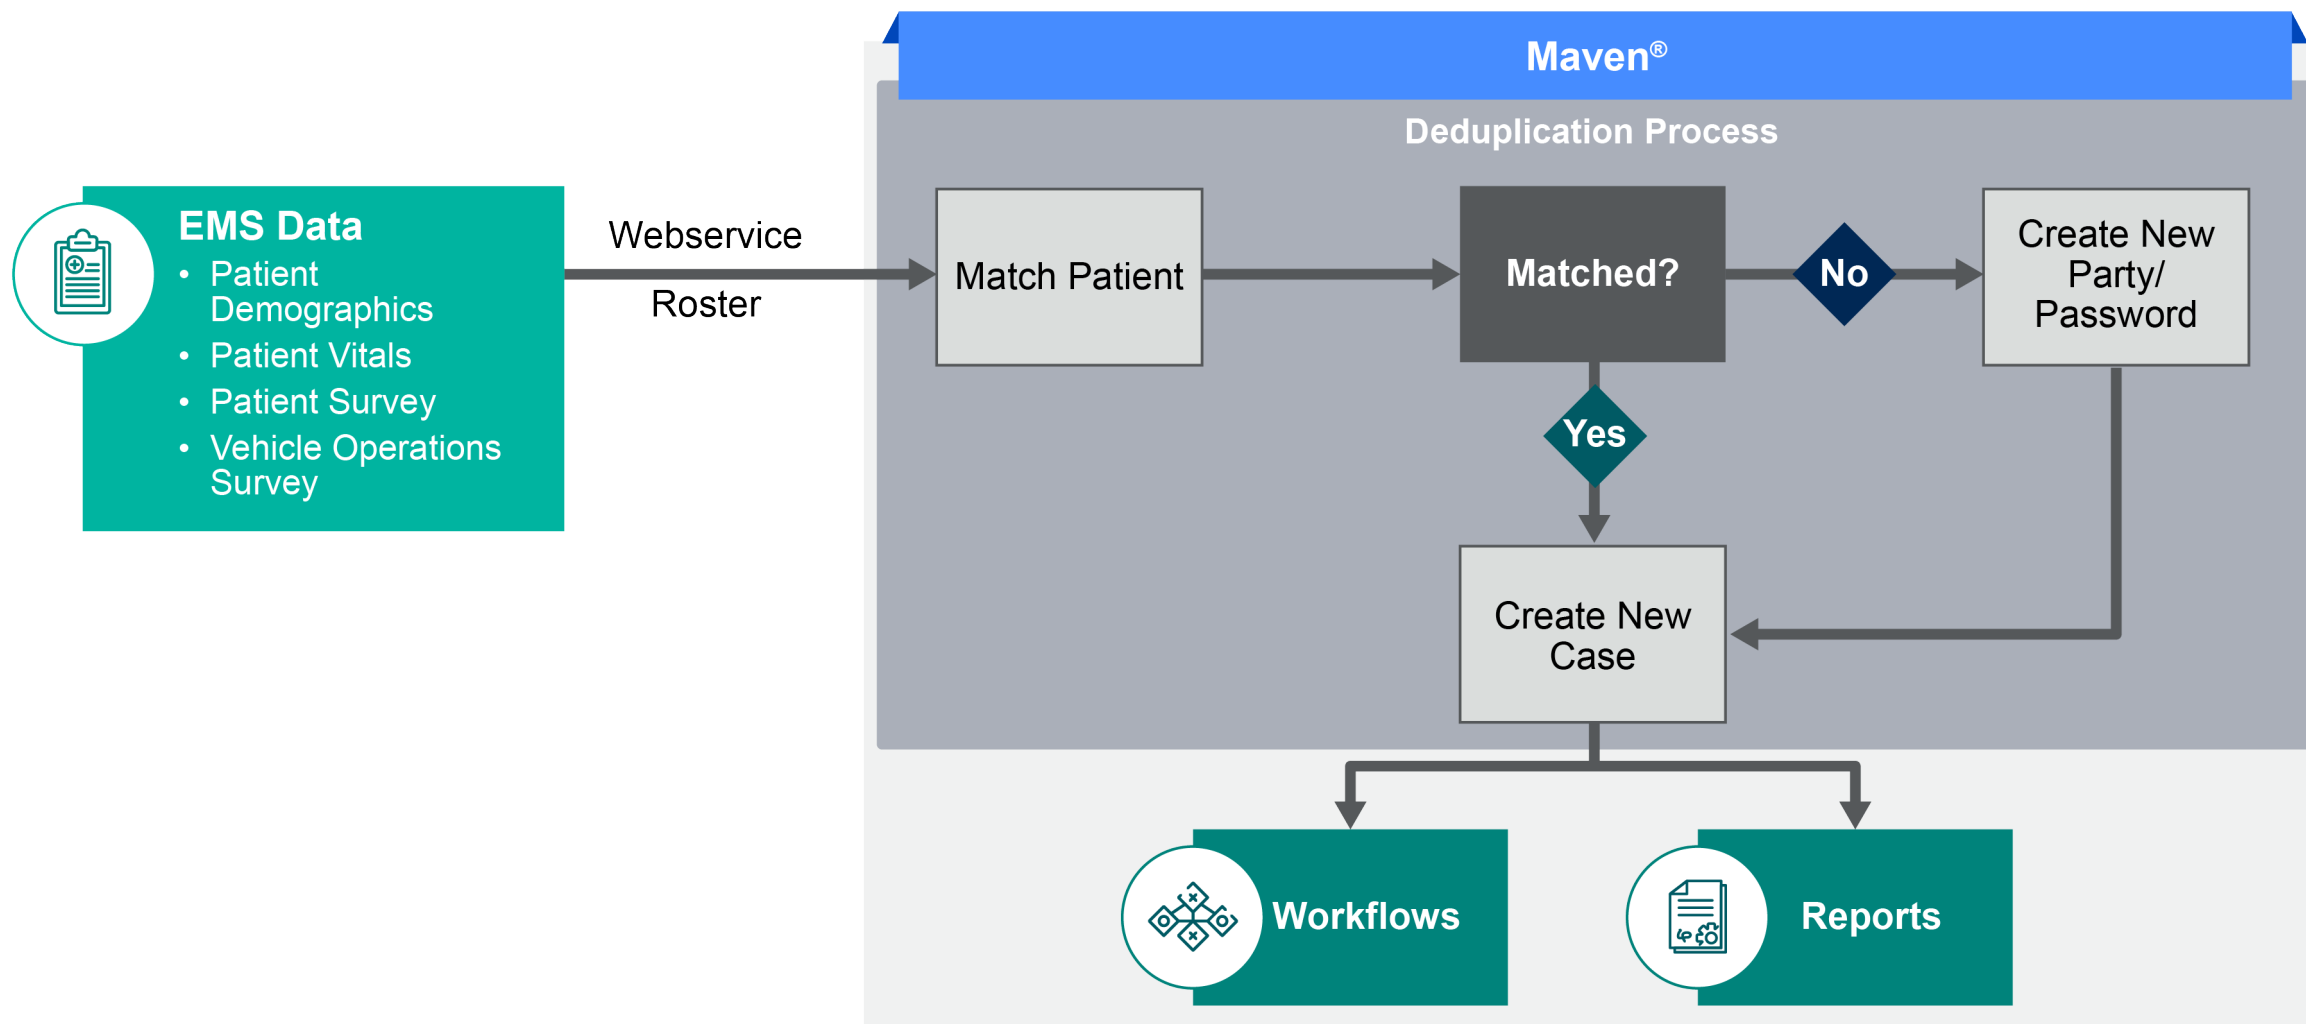 Maven®
Deduplication Process
EMS Data
• Patient
Demographics
• Patient Vitals
• Patient Survey
• Vehicle Operations
Survey
Webservice
Roster
Match Patient
Matched?
No
Create New
Party/
Password
Yes
Create New
Case
Workflows
Reports